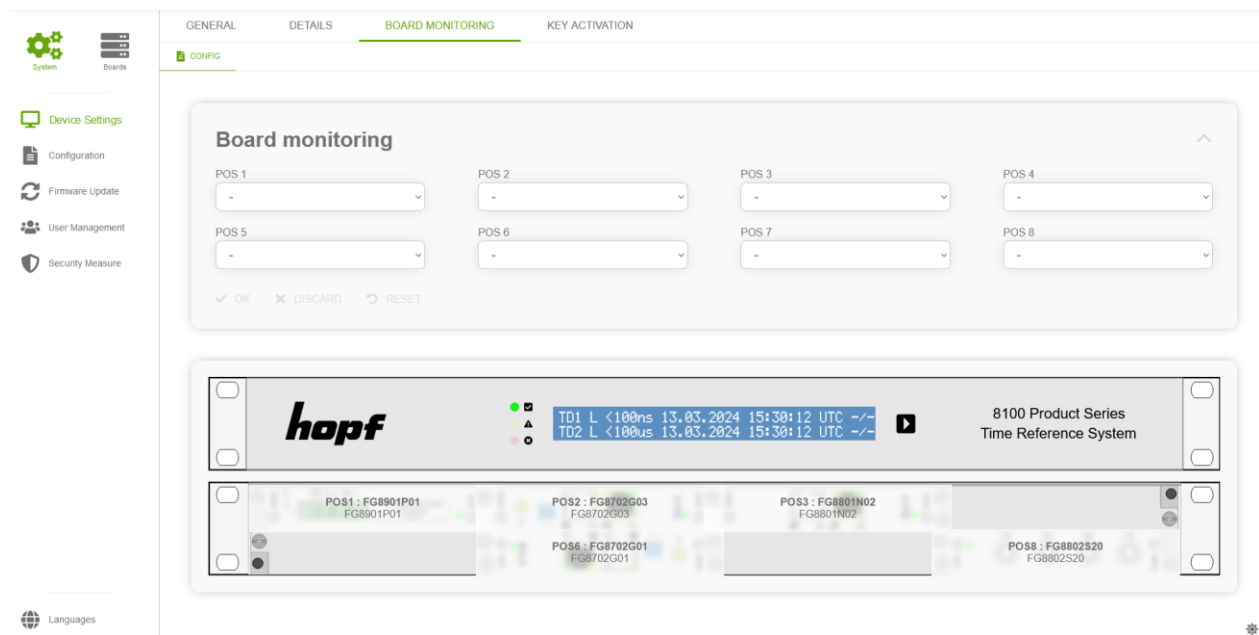 GENERAL
DETAILS
BOARD MONITORING
KEY ACTIVATION
System
Boards
CONFIG
Device Settings
Configuration
Firmware Update
User Management
Security Measure
Board monitoring
POS 1
POS 2
POS 3
POS 4
-
-
-
-
POS 5
POS 6
POS 7
POS 8
-
-
-
-
OK
DISCARD
RESET
hopf
TD1 L <100ns 13.03.2024 15:30:12 UTC -/-
TD2 L <100us 13.03.2024 15:30:12 UTC -/-
8100 Product Series
Time Reference System
POS1 : FG8901P01
FG8901P01
POS2 : FG8702G03
FG8702G03
POS3 : FG8801N02
FG8801N02
POS6 : FG8702G01
FG8702G01
POS8 : FG8802S20
FG8802S20
Languages